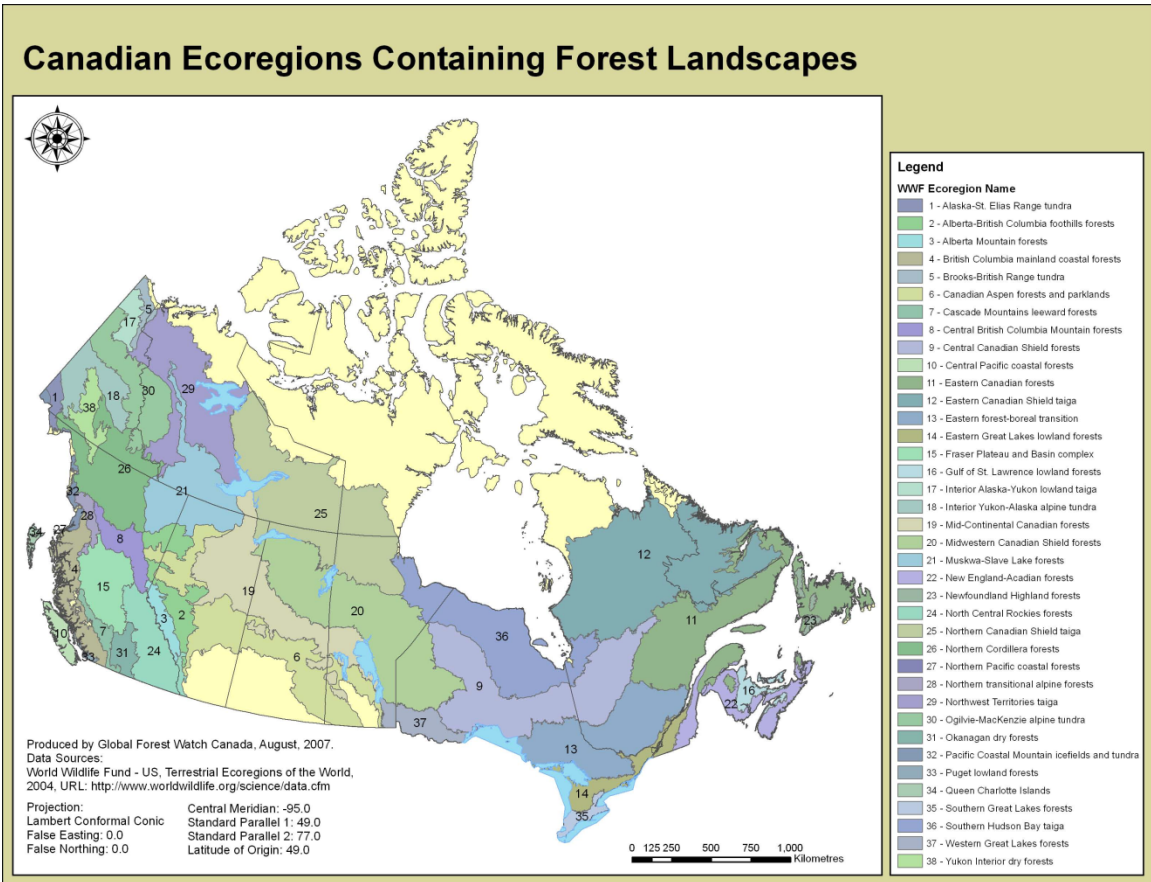 Canadian Ecoregions Containing Forest Landscapes
Legend
WWF Ecoregion Name
1 - Alaska-St. Elias Range tundra
2 - Alberta-British Columbia foothills forests
3 - Alberta Mountain forests
4 - British Columbia mainland coastal forests
5 - Brooks-British Range tundra
6 - Canadian Aspen forests and parklands
7 - Cascade Mountains leeward forests
8 - Central British Columbia Mountain forests
9 - Central Canadian Shield forests
10 - Central Pacific coastal forests
11 - Eastern Canadian forests
12 - Eastern Canadian Shield taiga
13 - Eastern forest-boreal transition
14 - Eastern Great Lakes lowland forests
15 - Fraser Plateau and Basin complex
16 - Gulf of St. Lawrence lowland forests
17 - Interior Alaska-Yukon lowland taiga
18 - Interior Yukon-Alaska alpine tundra
19 - Mid-Continental Canadian forests
20 - Midwestern Canadian Shield forests
21 - Muskwa-Slave Lake forests
22 - New England-Acadian forests
23 - Newfoundland Highland forests
24 - North Central Rockies forests
25 - Northern Canadian Shield taiga
26 - Northern Cordillera forests
27 - Northern Pacific coastal forests
28 - Northern transitional alpine forests
29 - Northwest Territories taiga
30 - Ogilvie-MacKenzie alpine tundra
31 - Okanagan dry forests
32 - Pacific Coastal Mountain icefields and tundra
33 - Puget lowland forests
34 - Queen Charlotte Islands
35 - Southern Great Lakes forests
36 - Southern Hudson Bay taiga
37 - Western Great Lakes forests
38 - Yukon Interior dry forests
5
17
29
1
38
18
30
26
21
32
25
28
27
34
8
12
4
15
19
3
2
20
11
23
36
10
7
31
24
6
9
16
22
33
37
13
14
35
Produced by Global Forest Watch Canada, August, 2007.
Data Sources:
World Wildlife Fund - US, Terrestrial Ecoregions of the World,
2004, URL: http://www.worldwildlife.org/science/data.cfm
Projection:
Lambert Conformal Conic
False Easting: 0.0
False Northing: 0.0
Central Meridian: -95.0
Standard Parallel 1: 49.0
Standard Parallel 2: 77.0
Latitude of Origin: 49.0
0 125 250 500 750 1,000
Kilometres